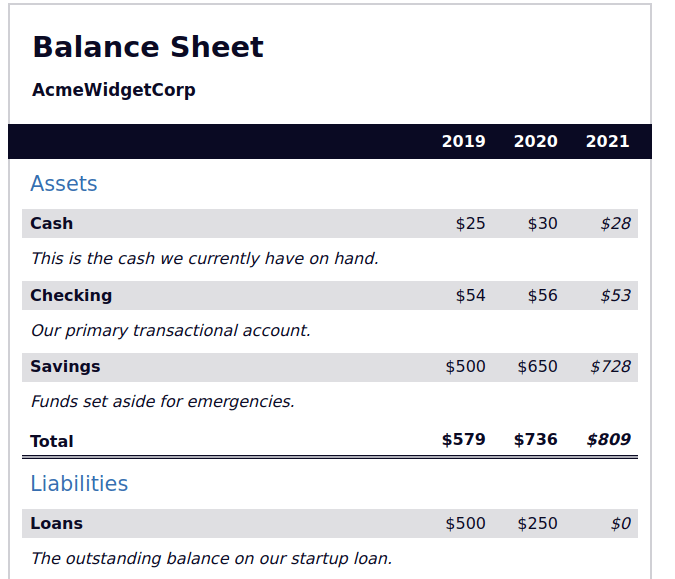 Balance Sheet
AcmeWidgetCorp
2019 2020 2021
Assets
Cash $25 $30 $28
This is the cash we currently have on hand.
Checking $54 $56 $53
Our primary transactional account.
Savings $500 $650 $728
Funds set aside for emergencies.
Total $579 $736 $809
Liabilities
Loans $500 $250 $0
The outstanding balance on our startup loan.